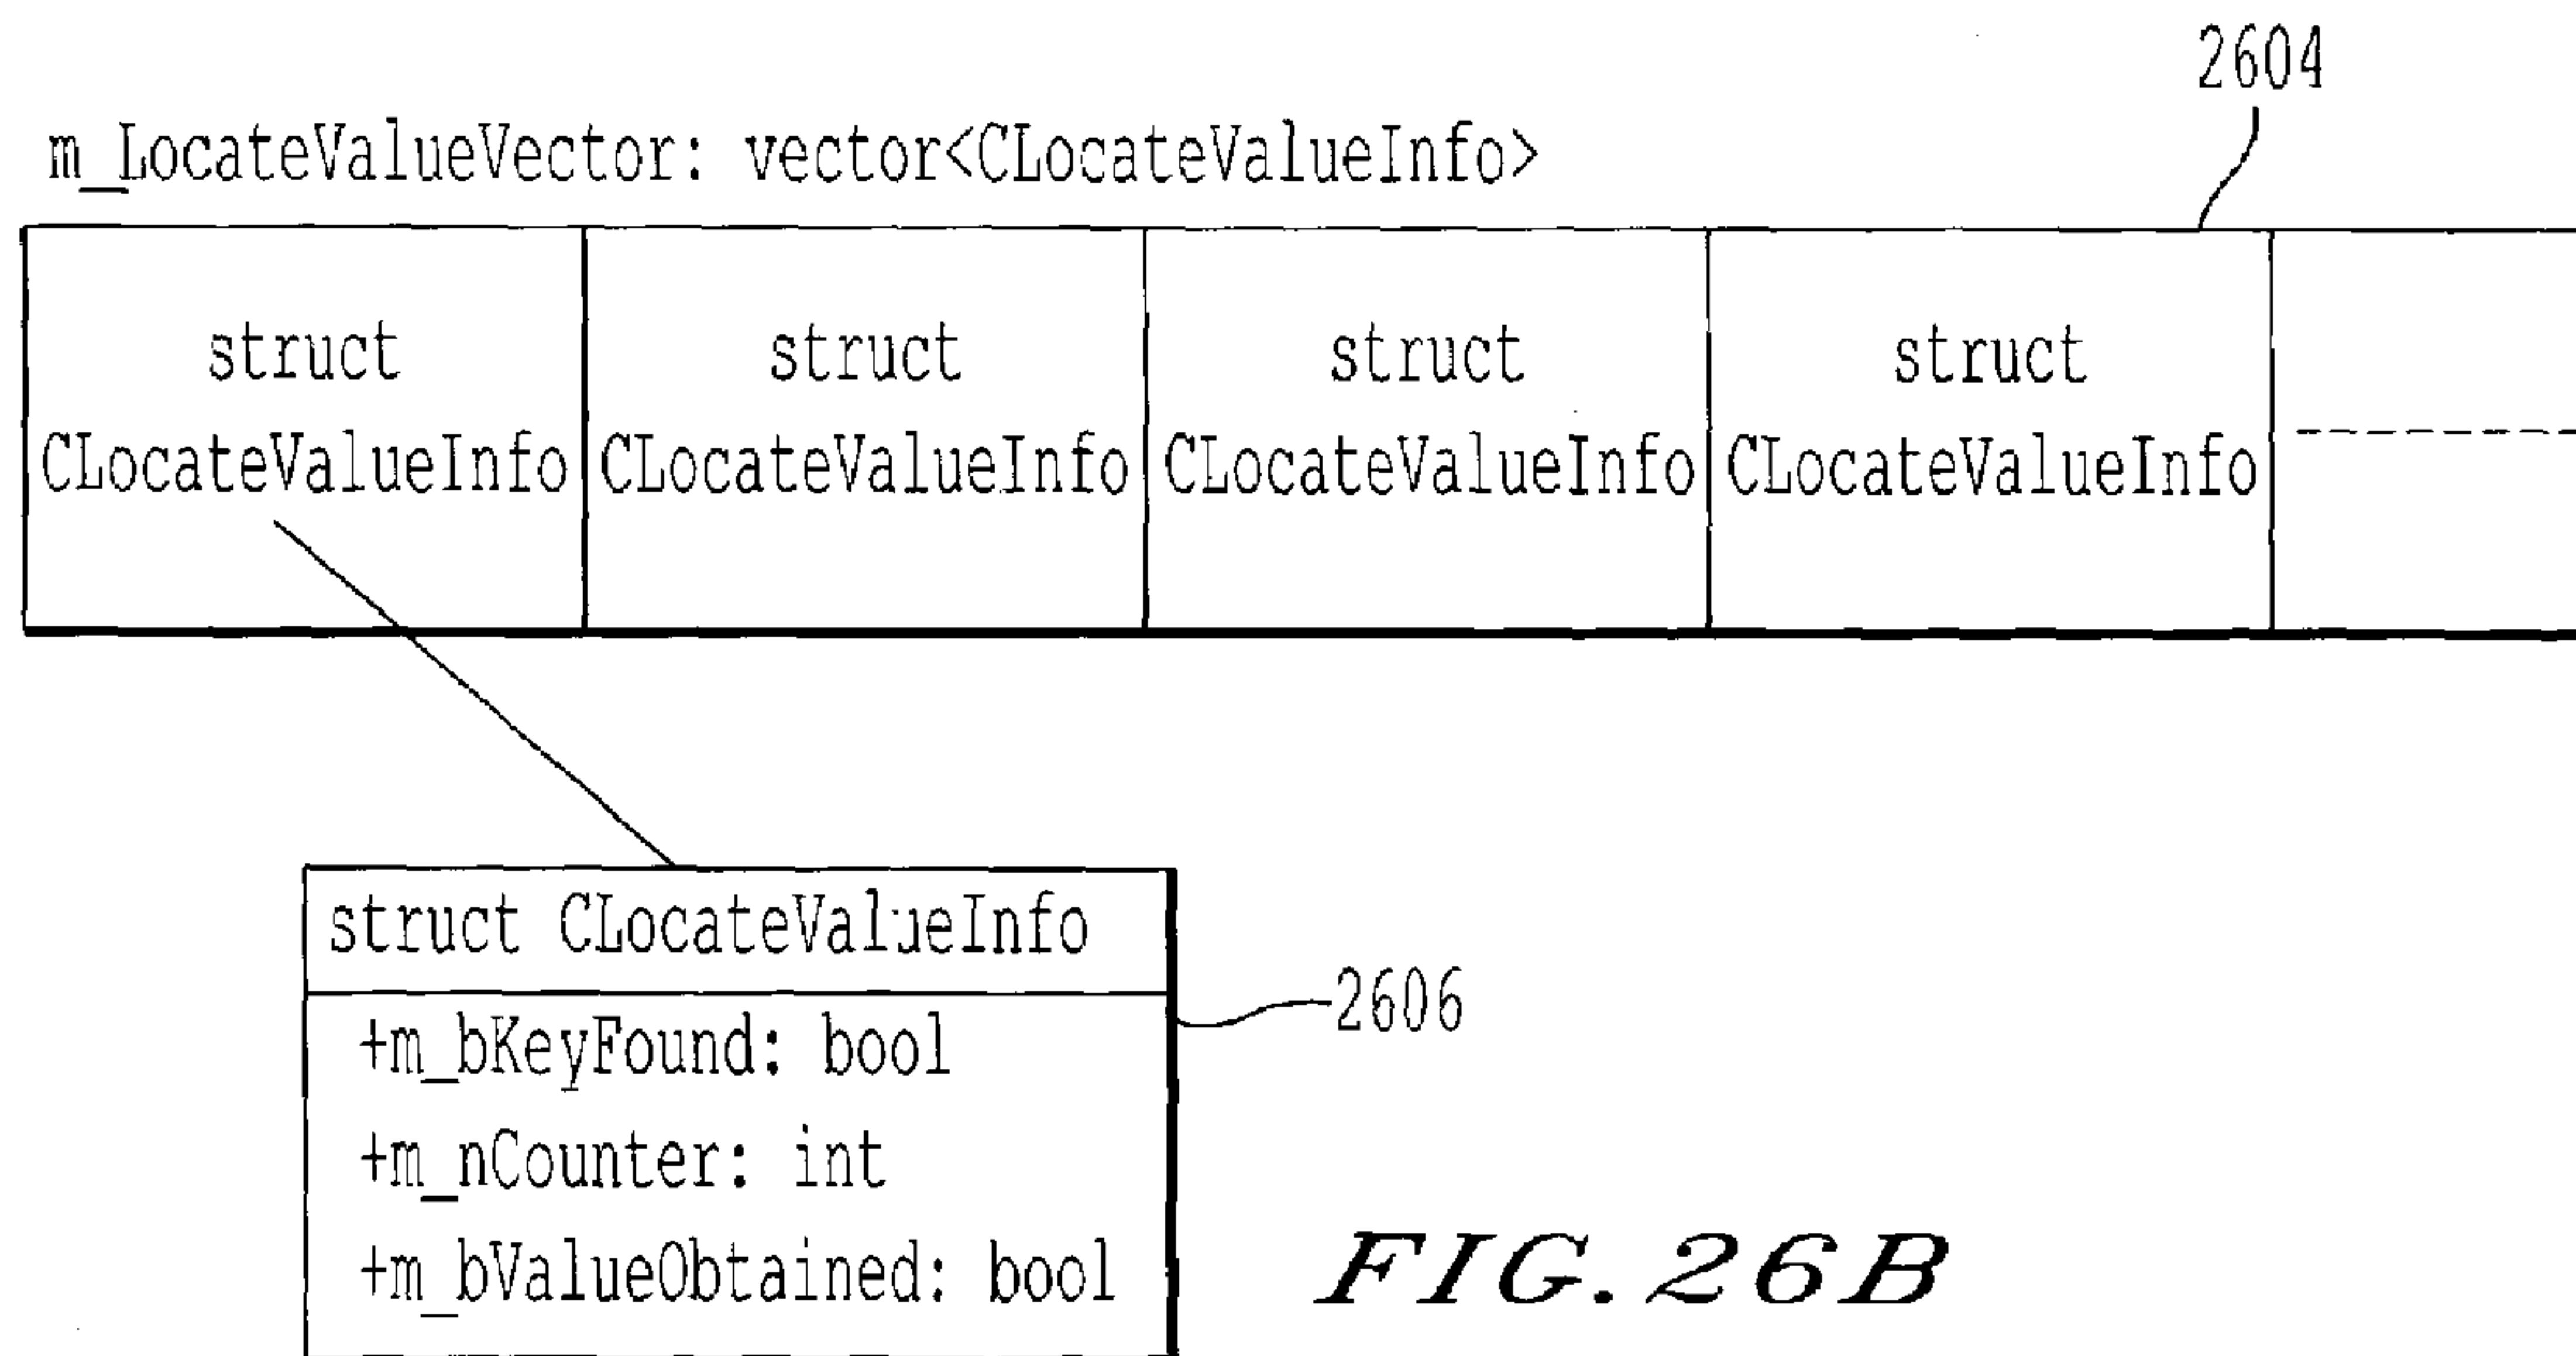 2604
m_LocateValueVector: vector<CLocateValueInfo>
struct struct struct struct
CLocateValueInfo CLocateValueInfo CLocateValueInfo CLocateValueInfo
struct CLocateValueInfo
+m_bKeyFound: bool
2606
+m_nCounter: int
+m_bValueObtained: bool
FIG. 26B